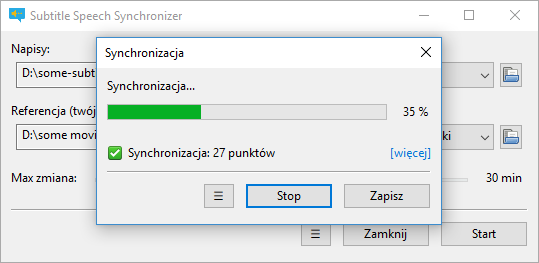 Subtitle Speech Synchronizer
Napisy:
D:\some-subt
Synchronizacja
Synchronizacja...
35 %
Synchronizacja: 27 punktów [więcej]
Stop Zapisz
Referencja (twój
D:\some movi ki
Max zmiana: 30 min
Zamknij Start